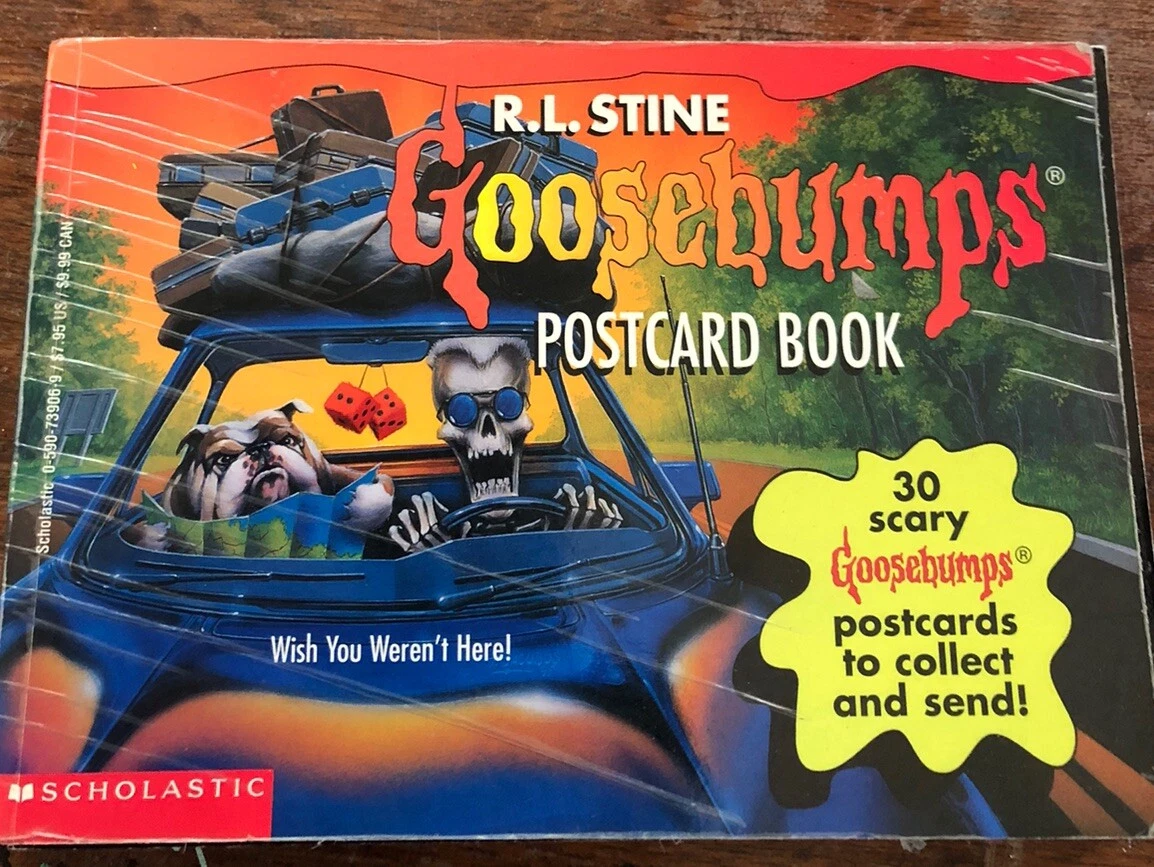 R.L. STINE
Goosebumps®
POSTCARD BOOK
Scholastic 0-590-73906-9 / $7.95 US / $9.99 CAN
30
scary
Goosebumps®
postcards
to collect
and send!
Wish You Weren't Here!
SCHOLASTIC